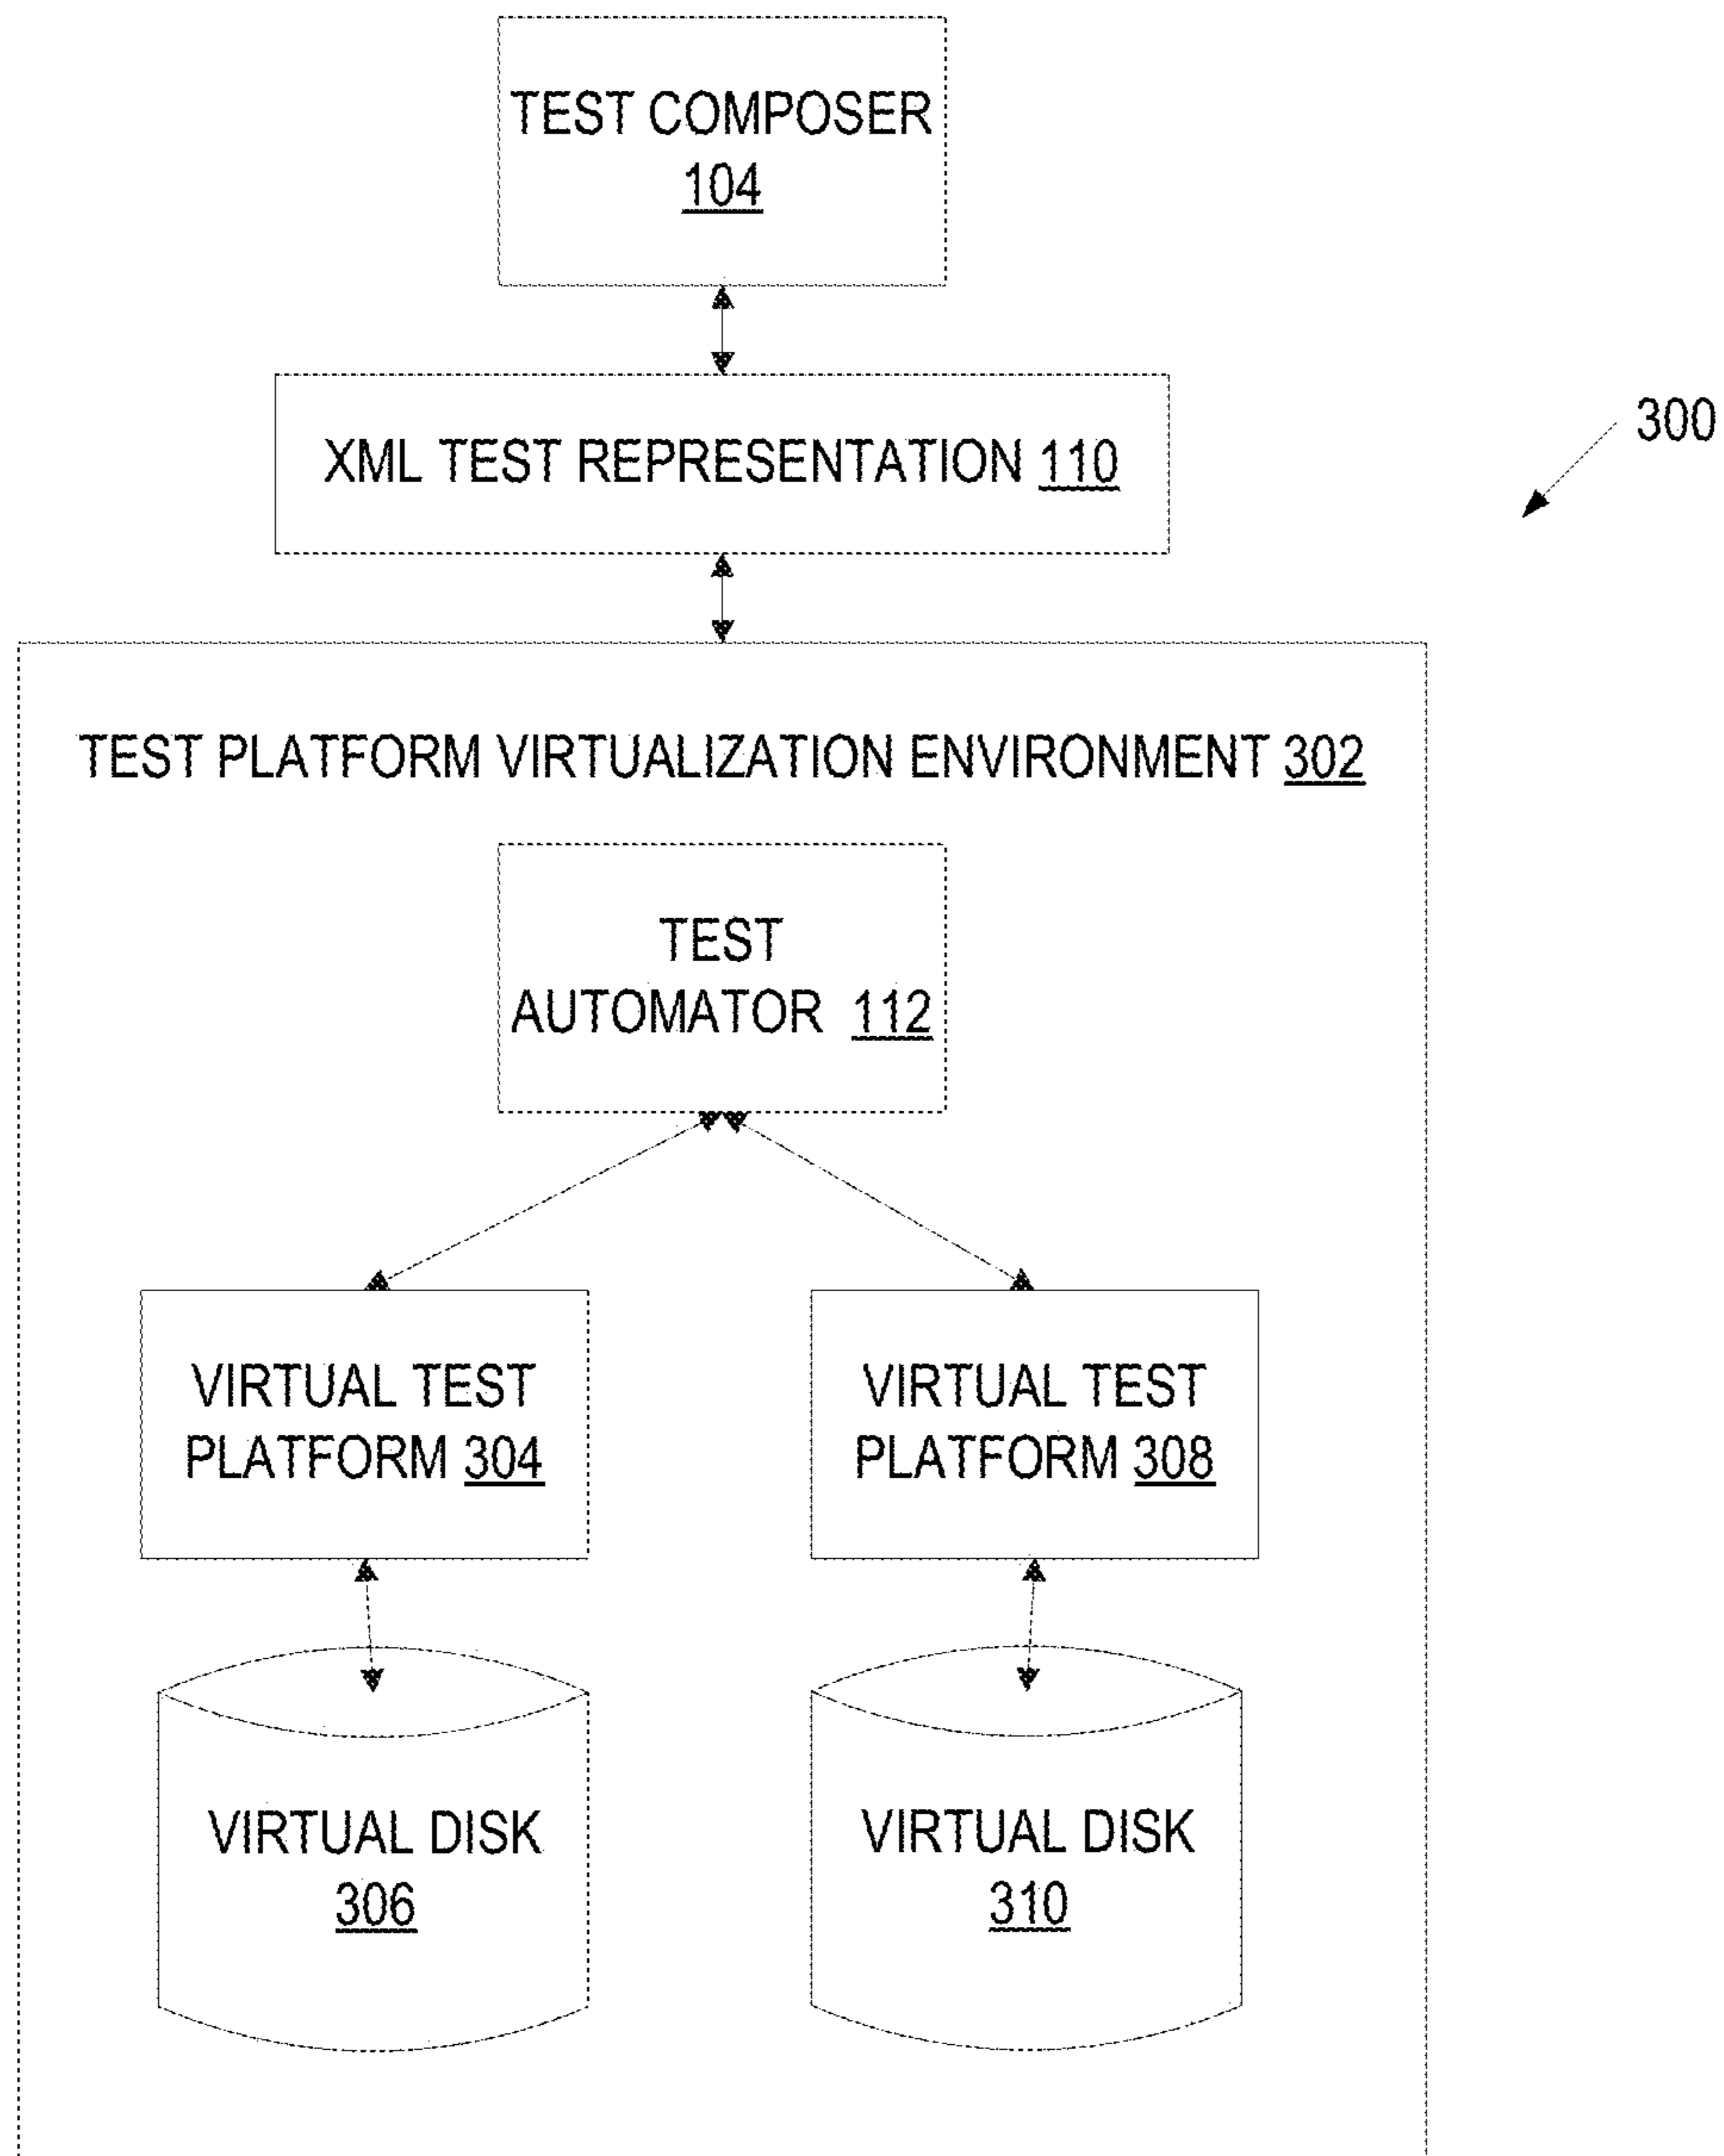 TEST COMPOSER
104
XML TEST REPRESENTATION 110
300
TEST PLATFORM VIRTUALIZATION ENVIRONMENT 302
TEST
AUTOMATOR 112
VIRTUAL TEST
PLATFORM 304
VIRTUAL TEST
PLATFORM 308
VIRTUAL DISK
306
VIRTUAL DISK
310